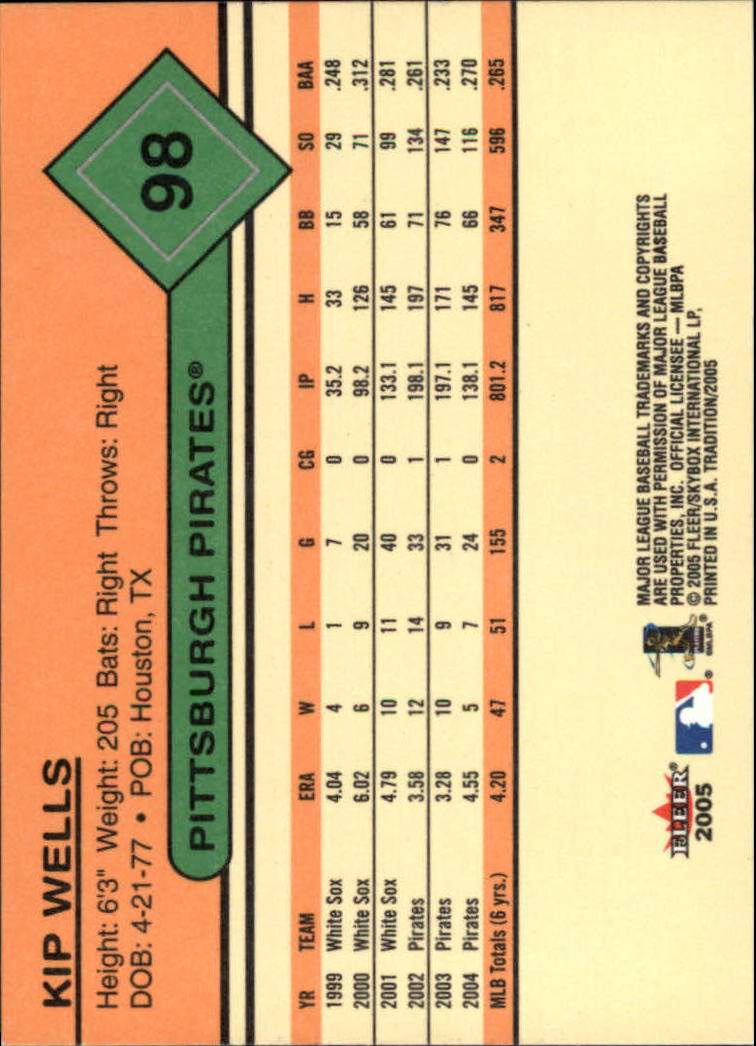 KIP WELLS
Height: 6'3" Weight: 205 Bats: Right Throws: Right
DOB: 4-21-77 • POB: Houston, TX
98
PITTSBURGH PIRATES®
YR TEAM ERA W L G CG IP H BB SO BAA
1999 White Sox 4.04 4 1 7 0 35.2 33 15 29 .248
2000 White Sox 6.02 6 9 20 0 98.2 126 58 71 .312
2001 White Sox 4.79 10 11 40 0 133.1 145 61 99 .281
2002 Pirates 3.58 12 14 33 1 198.1 197 71 134 .261
2003 Pirates 3.28 10 9 31 1 197.1 171 76 147 .233
2004 Pirates 4.55 5 7 24 0 138.1 145 66 116 .270
MLB Totals (6 yrs.) 4.20 47 51 155 2 801.2 817 347 596 .265
FLEER®
2005
®
©MLBPA®
MAJOR LEAGUE BASEBALL TRADEMARKS AND COPYRIGHTS
ARE USED WITH PERMISSION OF MAJOR LEAGUE BASEBALL
PROPERTIES, INC. OFFICIAL LICENSEE — MLBPA
© 2005 FLEER/SKYBOX INTERNATIONAL LP,
PRINTED IN U.S.A. TRADITION/2005